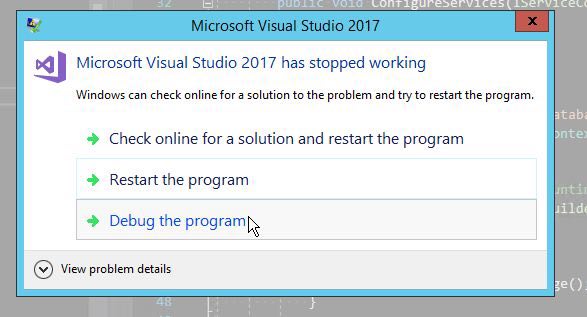 32 public void ConfigureServices(IServiceCo
Microsoft Visual Studio 2017
x
Microsoft Visual Studio 2017 has stopped working
Windows can check online for a solution to the problem and try to restart the program.
Check online for a solution and restart the program
Restart the program
Debug the program
View problem details
48 }